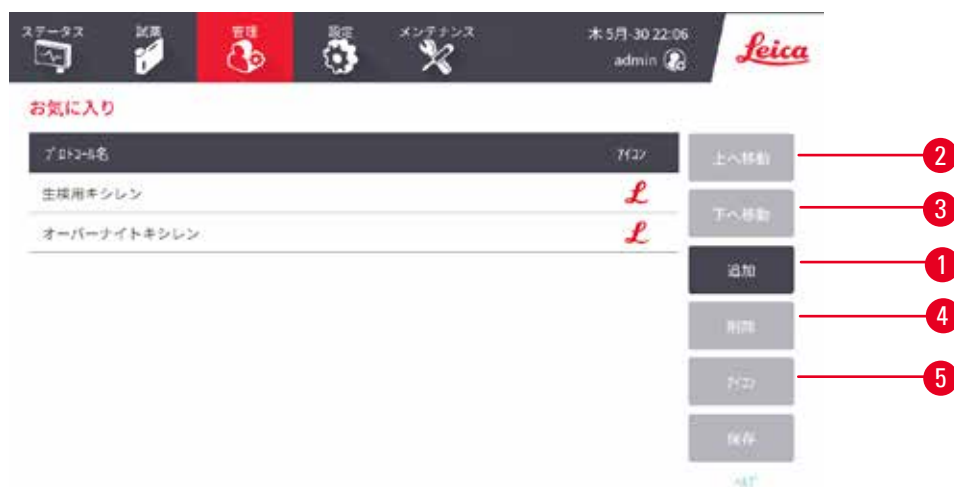 ステータス 試薬 管理 設定 メンテナンス 木 5月-30 22:06
admin
Leica
お気に入り
プロトコール名 アイコン
上へ移動 2
生検用キシレン L
下へ移動 3
オーバーナイトキシレン L
追加 1
削除 4
アイコン 5
保存
ヘルプ